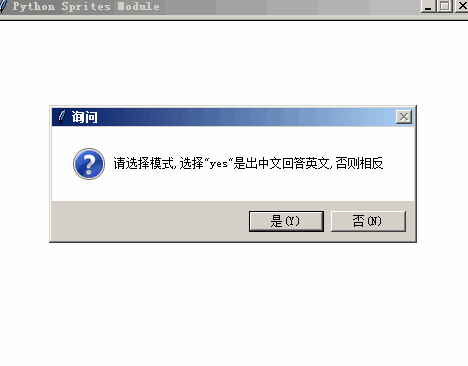 Python Sprites Module
询问
请选择模式,选择"yes"是出中文回答英文,否则相反
是(Y) 否(N)